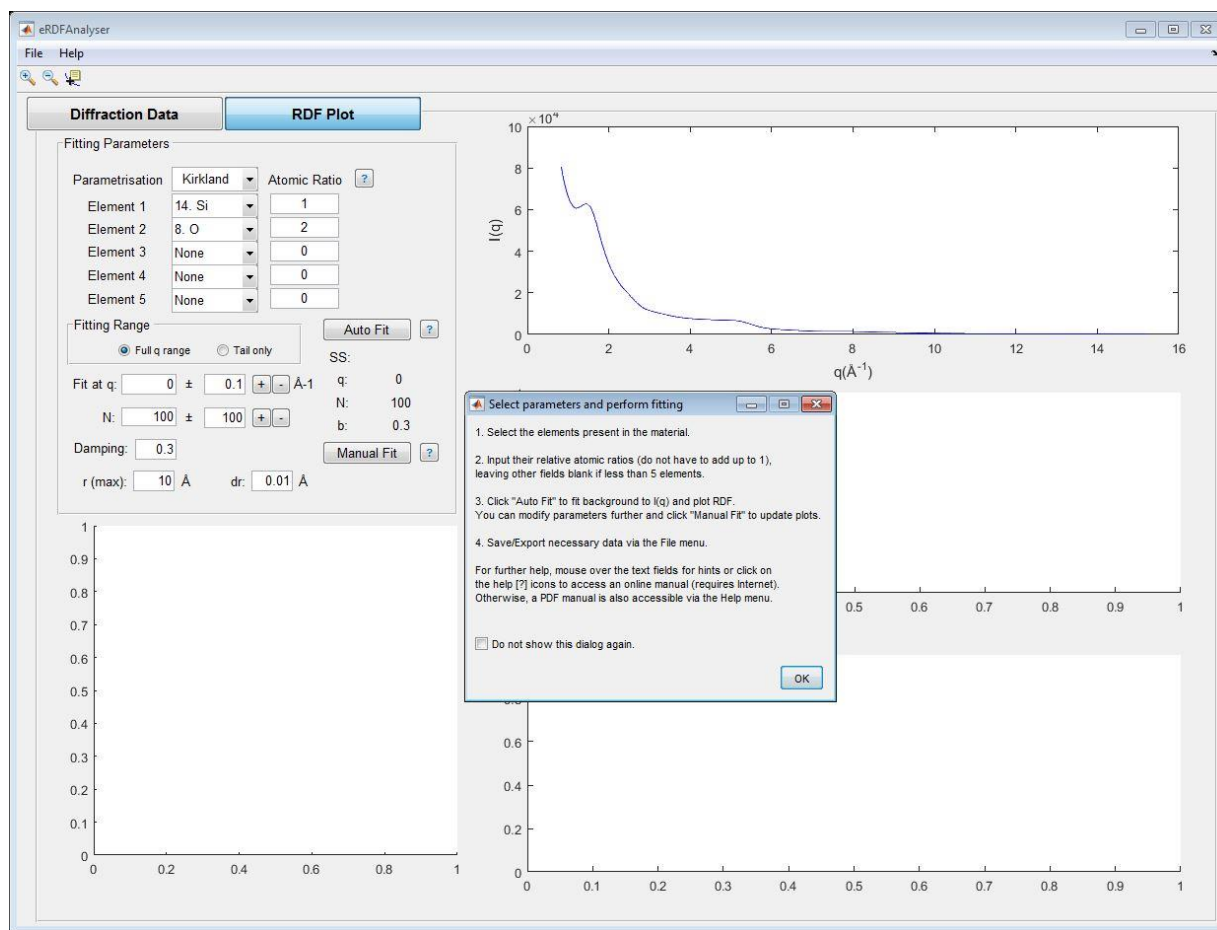 eRDFAnalyser
File Help
Diffraction Data RDF Plot
Fitting Parameters
Parametrisation Kirkland Atomic Ratio ?
Element 1 14. Si 1
Element 2 8. O 2
Element 3 None 0
Element 4 None 0
Element 5 None 0
Fitting Range
Full q range Tail only
Auto Fit ?
SS:
Fit at q: 0 ± 0.1 + - Å-1 q: 0
N: 100 ± 100 + - N: 100
b: 0.3
Damping: 0.3 Manual Fit ?
r (max): 10 Å dr: 0.01 Å
× 10^4
10
8
6
4
2
0
I(q)
0 2 4 6 8 10 12 14 16
q(Å^-1)
Select parameters and perform fitting
1. Select the elements present in the material.
2. Input their relative atomic ratios (do not have to add up to 1),
leaving other fields blank if less than 5 elements.
3. Click "Auto Fit" to fit background to I(q) and plot RDF.
You can modify parameters further and click "Manual Fit" to update plots.
4. Save/Export necessary data via the File menu.
For further help, mouse over the text fields for hints or click on
the help [?] icons to access an online manual (requires Internet).
Otherwise, a PDF manual is also accessible via the Help menu.
Do not show this dialog again.
OK
0.5 0.6 0.7 0.8 0.9 1
1
0.9
0.8
0.7
0.6
0.5
0.4
0.3
0.2
0.1
0
0 0.2 0.4 0.6 0.8 1
0.6
0.4
0.2
0
0 0.1 0.2 0.3 0.4 0.5 0.6 0.7 0.8 0.9 1